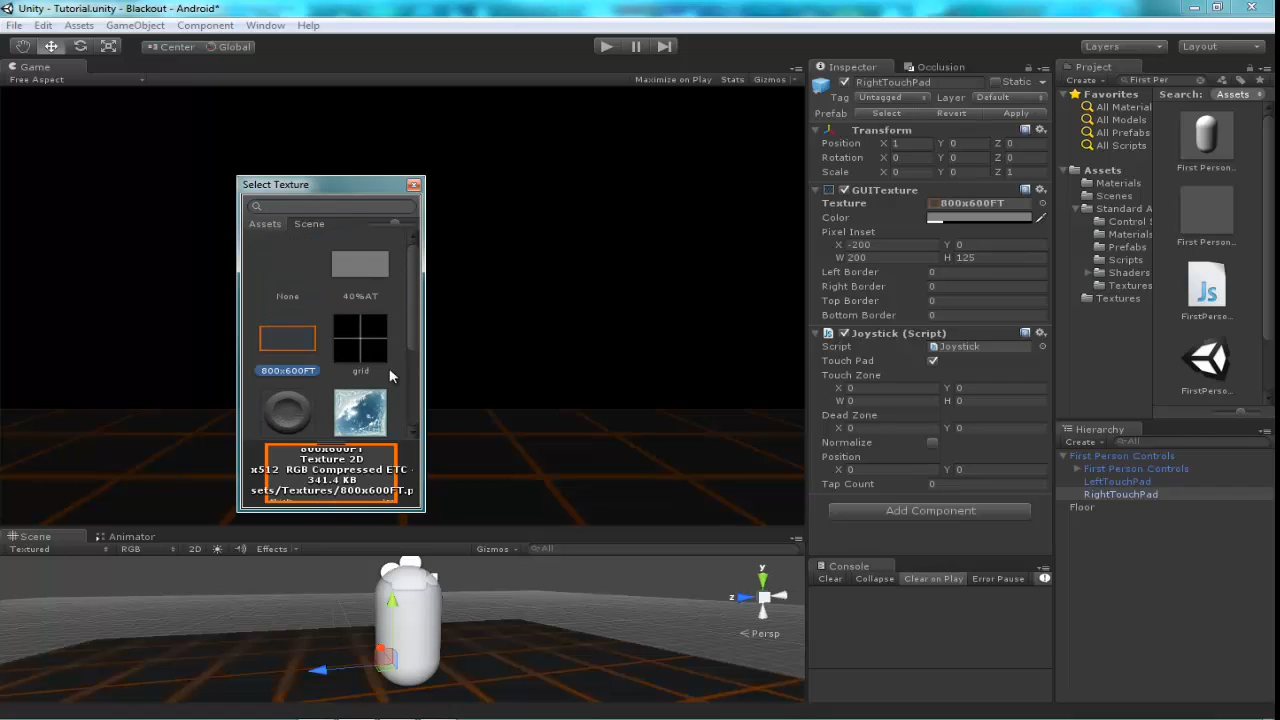 Unity - Tutorial.unity - Blackout - Android*
File Edit Assets GameObject Component Window Help
Center Global
Layers Layout
Game
Free Aspect
Maximize on Play Stats Gizmos
Select Texture
Assets Scene
None 40%AT
800x600FT grid
800x600FT
Texture 2D
x512 RGB Compressed ETC
341.4 KB
sets/Textures/800x600FT.p
Scene Animator
Textured RGB 2D Effects Gizmos All
y
z
Persp
Inspector Occlusion
RightTouchPad Static
Tag Untagged Layer Default
Prefab Select Revert Apply
Transform
Position X 1 Y 0 Z 0
Rotation X 0 Y 0 Z 0
Scale X 0 Y 0 Z 1
GUITexture
Texture 800x600FT
Color
Pixel Inset
X -200 Y 0
W 200 H 125
Left Border 0
Right Border 0
Top Border 0
Bottom Border 0
Joystick (Script)
Script Joystick
Touch Pad
Touch Zone
X 0 Y 0
W 0 H 0
Dead Zone
X 0 Y 0
Normalize
Position
X 0 Y 0
Tap Count 0
Add Component
Console
Clear Collapse Clear on Play Error Pause
Project
Create First Per
Favorites
All Material
All Models
All Prefabs
All Scripts
Assets
Materials
Scenes
Standard A
Control S
Materials
Prefabs
Scripts
Shaders
Textures
Textures
Search: Assets
First Person..
First Person..
Js
FirstPerso..
FirstPerso..
Hierarchy
Create All
First Person Controls
First Person Controls
LeftTouchPad
RightTouchPad
Floor